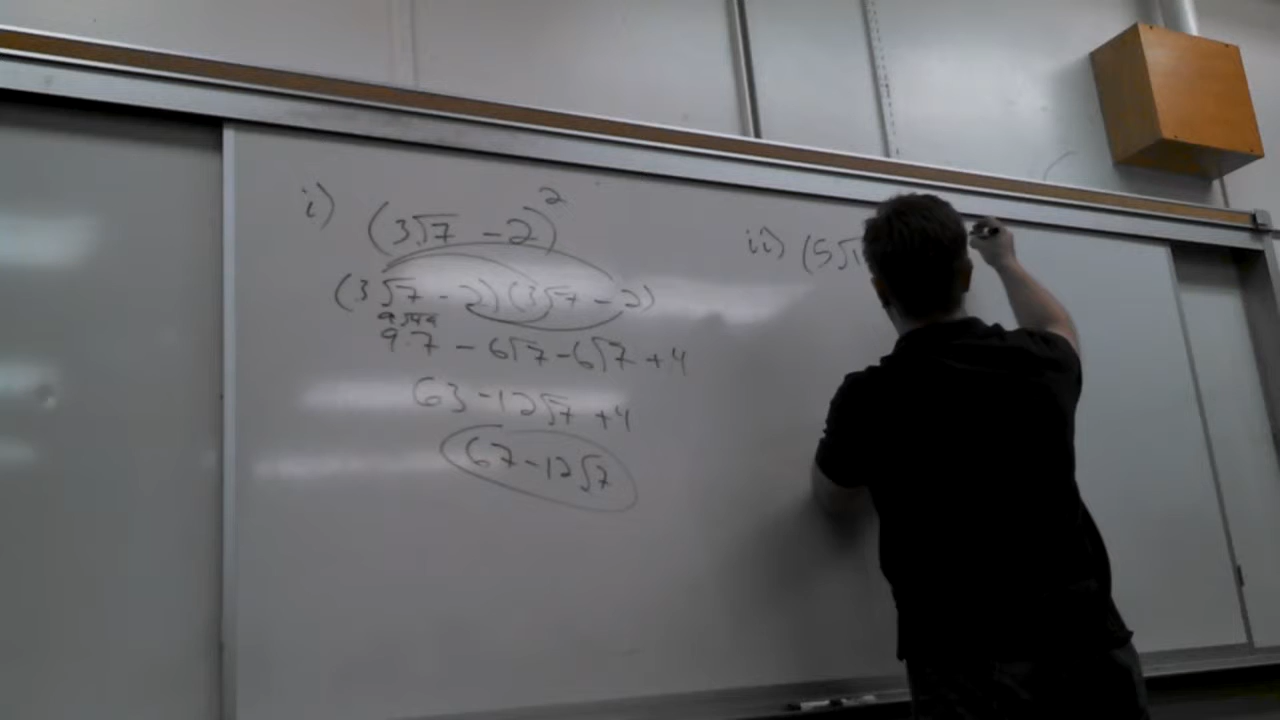 i) (3√7 - 2)²
(3√7 - 2)(3√7 - 2)
9√49
9·7 - 6√7 - 6√7 + 4
63 - 12√7 + 4
67 - 12√7
ii) (5√